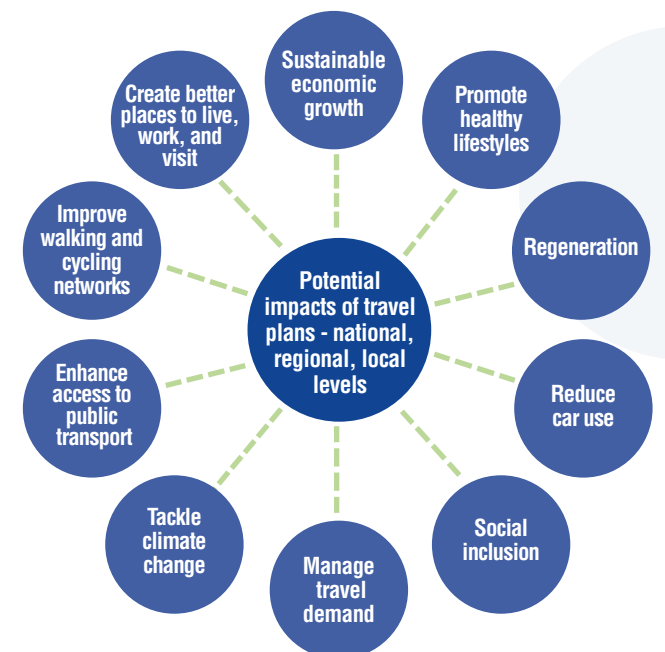 Sustainable
economic
growth
Promote
healthy
lifestyles
Regeneration
Reduce
car use
Social
inclusion
Manage
travel
demand
Tackle
climate
change
Enhance
access to
public
transport
Improve
walking and
cycling
networks
Create better
places to live,
work, and
visit
Potential
impacts of travel
plans - national,
regional, local
levels